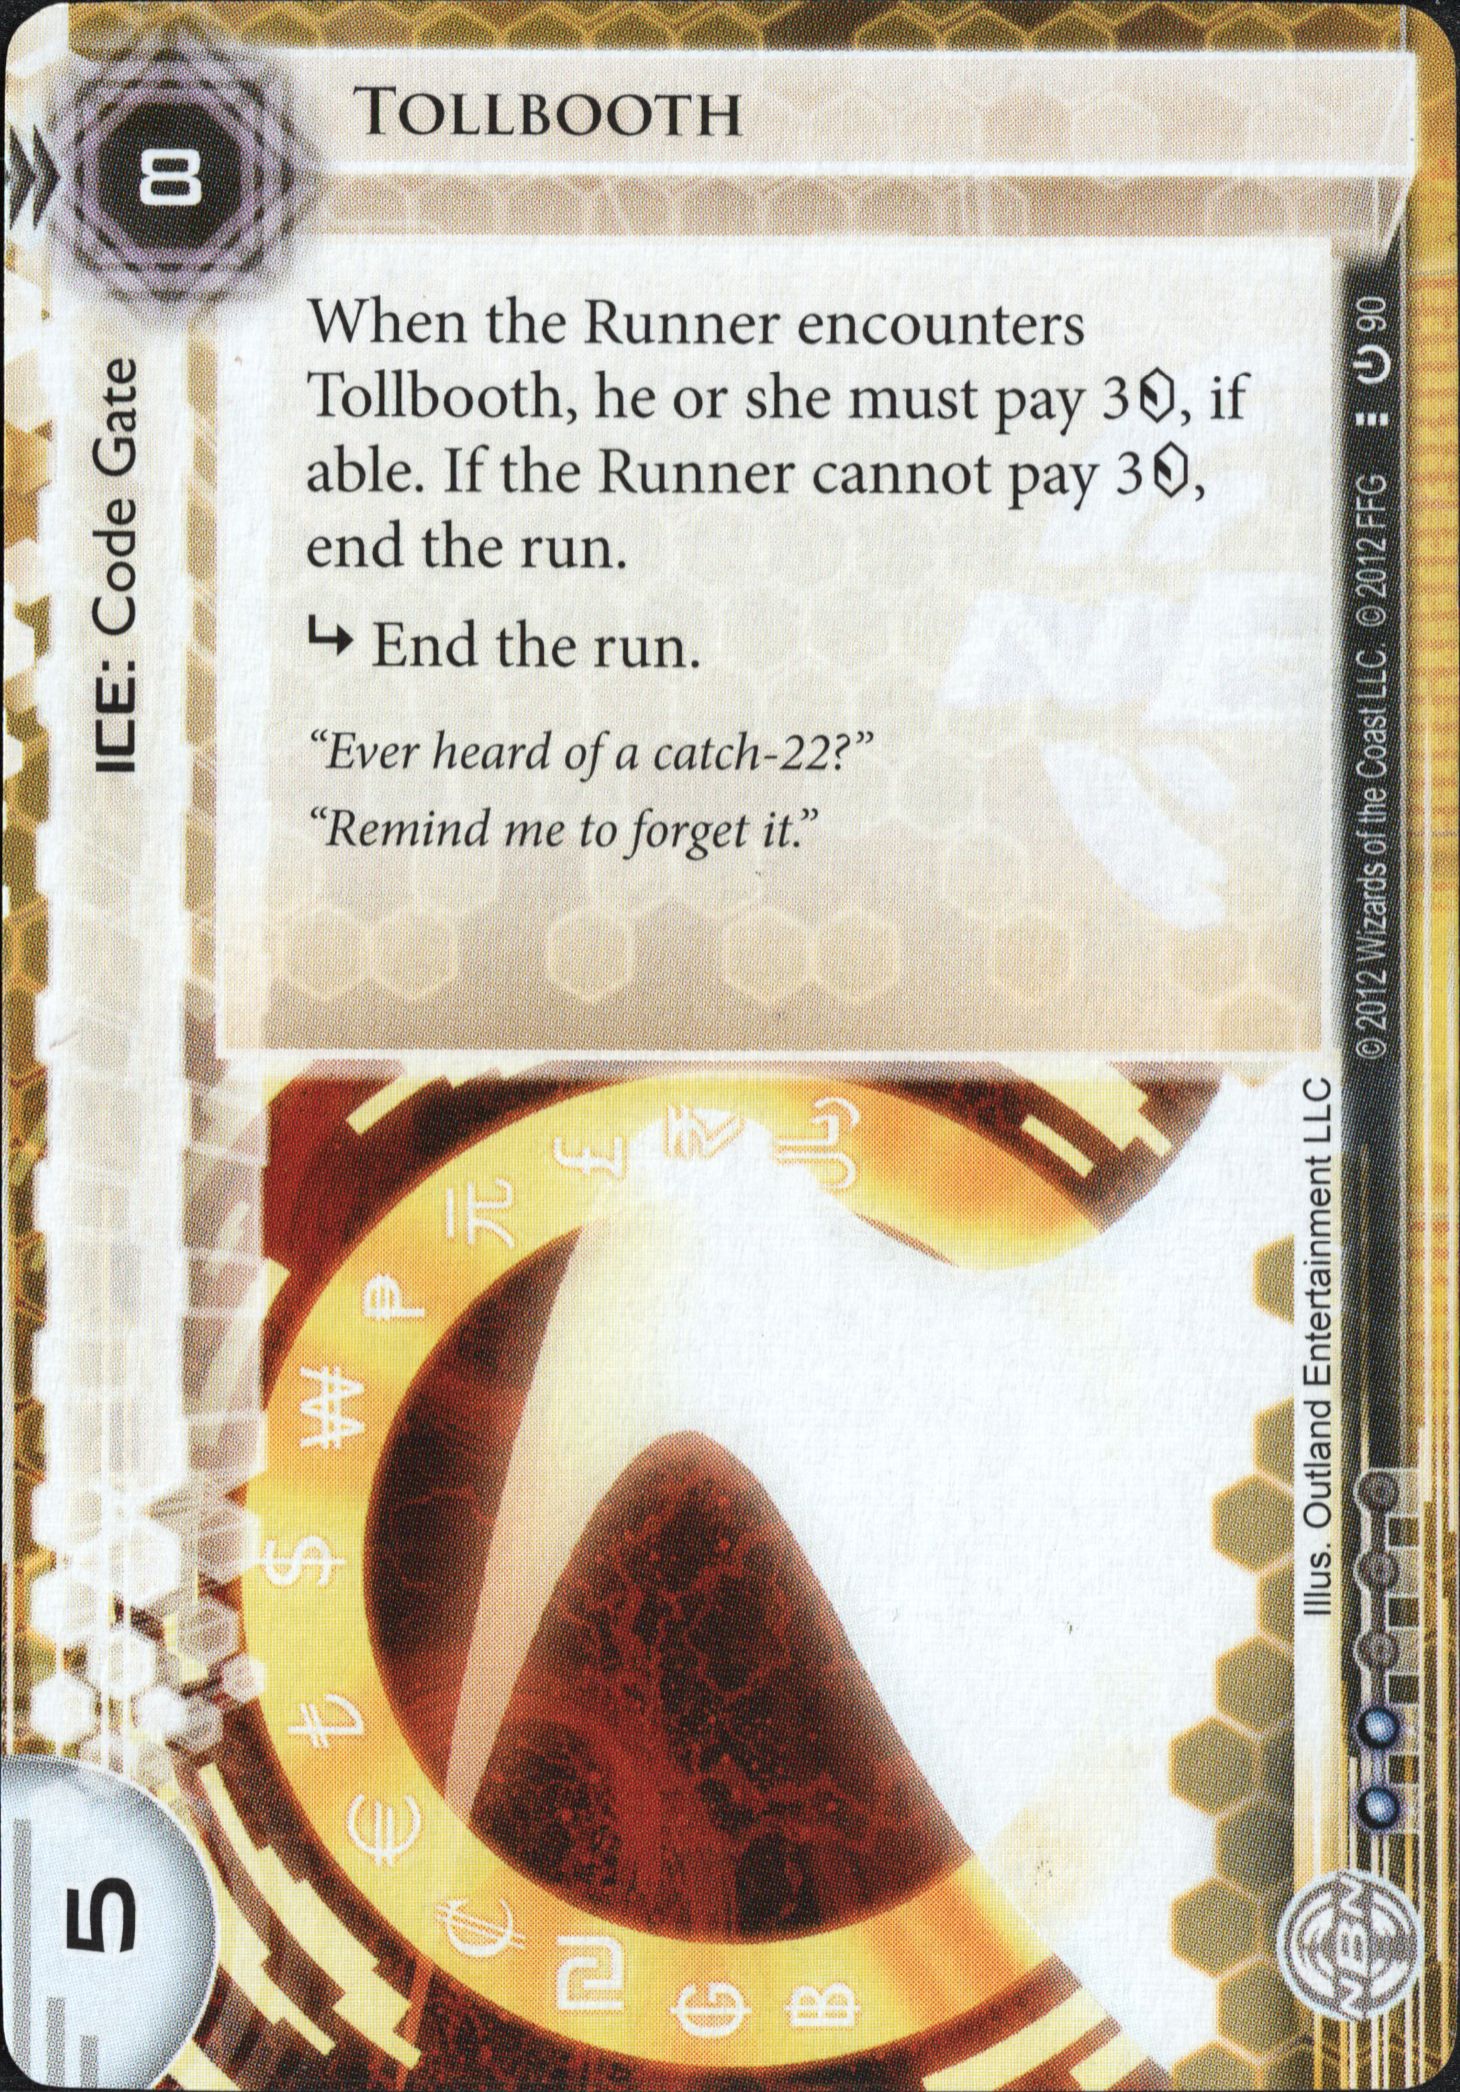 8
TOLLBOOTH
ICE: Code Gate
When the Runner encounters
Tollbooth, he or she must pay 3, if
able. If the Runner cannot pay 3,
end the run.
↳ End the run.
“Ever heard of a catch-22?”
“Remind me to forget it.”
5
元
£
₹
﷼
₱
₩
$
₺
€
₡
₪
₲
฿
Illus. Outland Entertainment LLC
© 2012 Wizards of the Coast LLC. © 2012 FFG 90
NBN